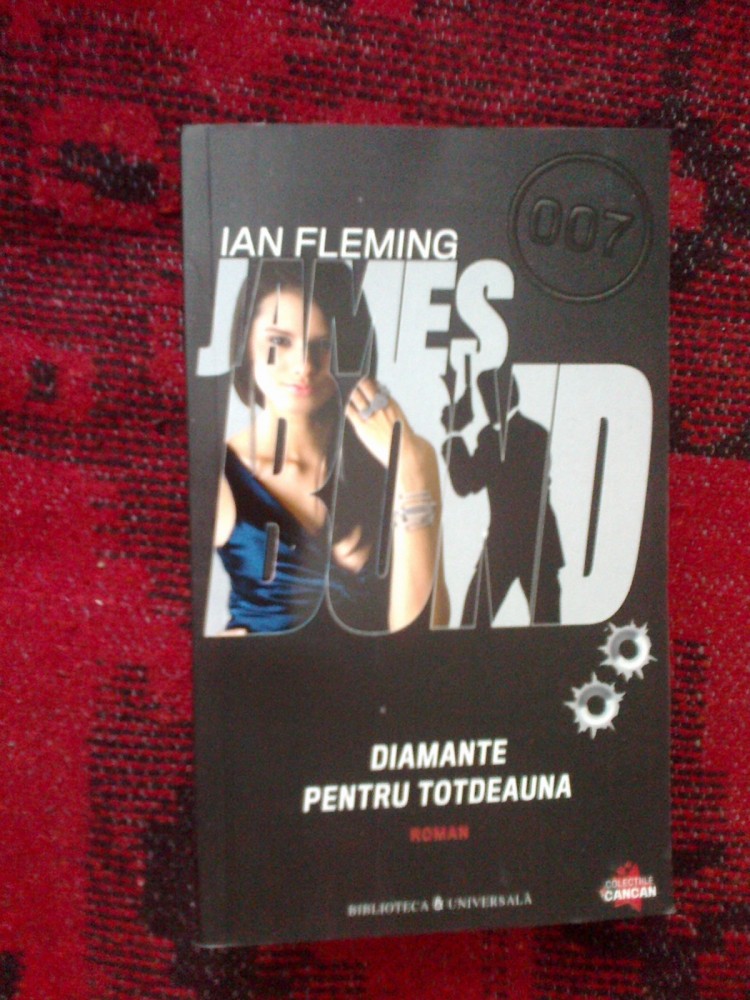 007
IAN FLEMING
JAMES
BOND
DIAMANTE
PENTRU TOTDEAUNA
ROMAN
BIBLIOTECA & UNIVERSALĂ
COLECȚIILE
CANCAN